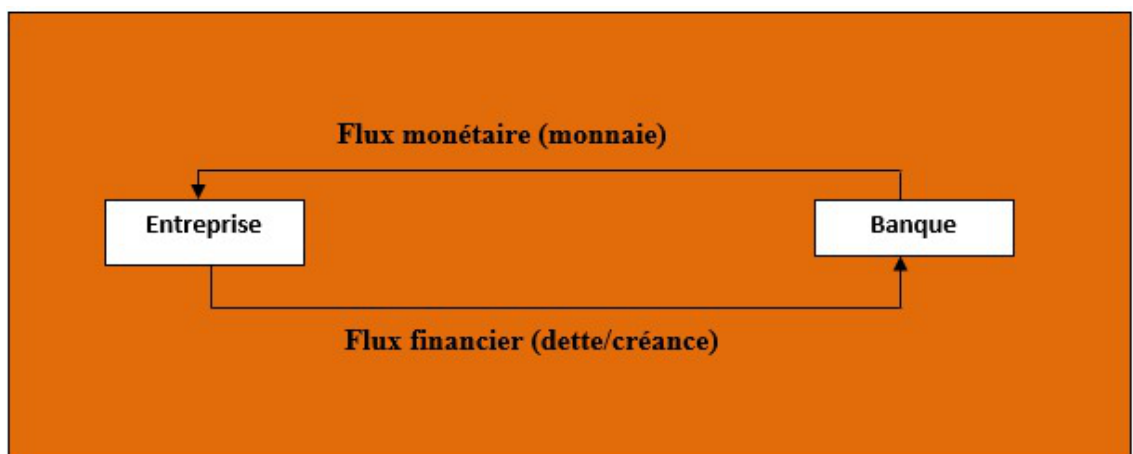 Flux monétaire (monnaie)
Entreprise
Banque
Flux financier (dette/créance)